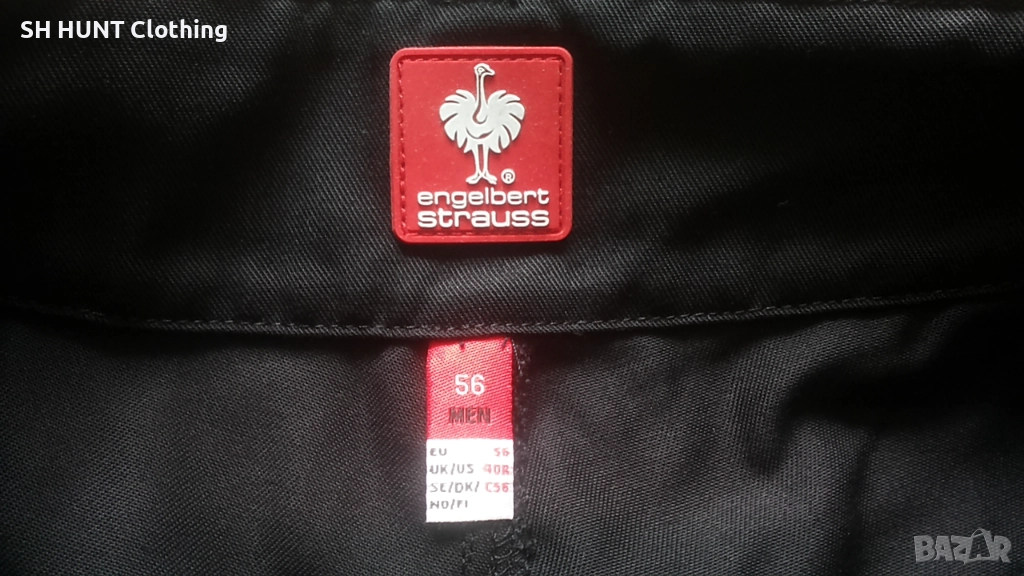 SH HUNT Clothing
®
engelbert
strauss
56
MEN
EU 56
UK/US 40R
SE/DK/ C56
NO/FI
BAZAR